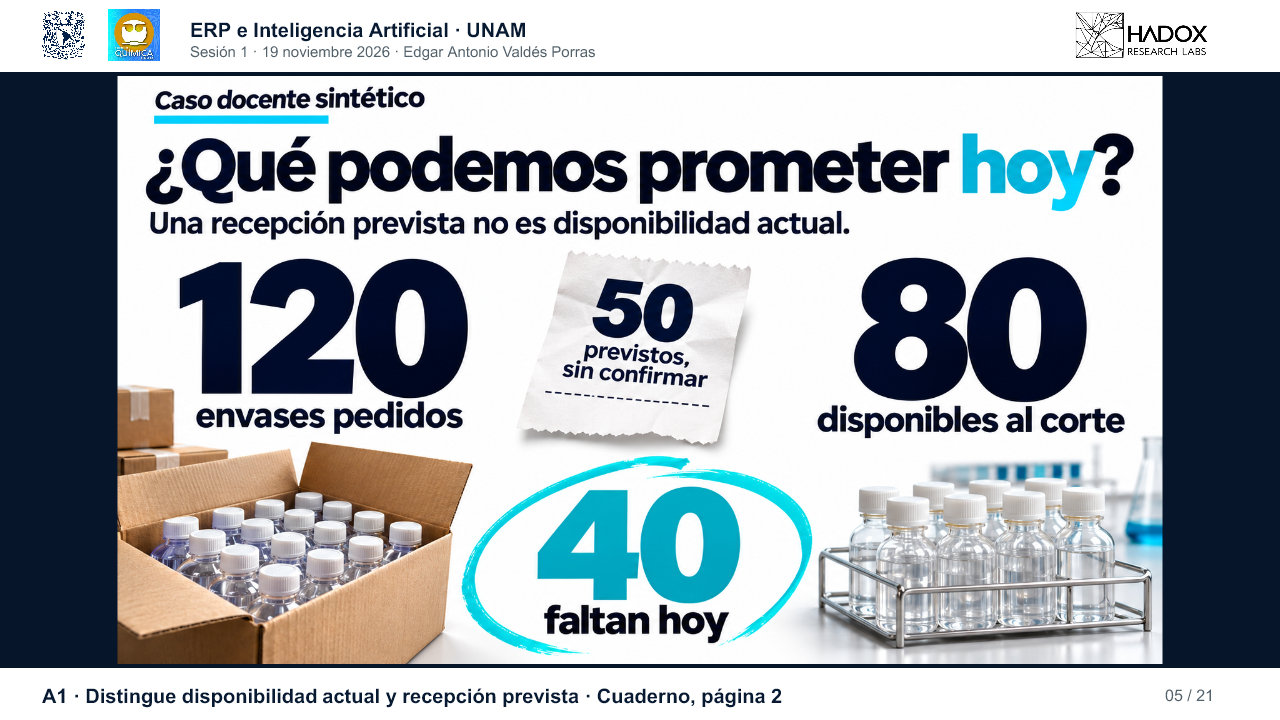 ERP e Inteligencia Artificial · UNAM
Sesión 1 · 19 noviembre 2026 · Edgar Antonio Valdés Porras
QUÍMICA
HADOX
RESEARCH LABS
Caso docente sintético
¿Qué podemos prometer hoy?
Una recepción prevista no es disponibilidad actual.
120
envases pedidos
50
previstos,
sin confirmar
80
disponibles al corte
40
faltan hoy
A1 · Distingue disponibilidad actual y recepción prevista · Cuaderno, página 2
05 / 21